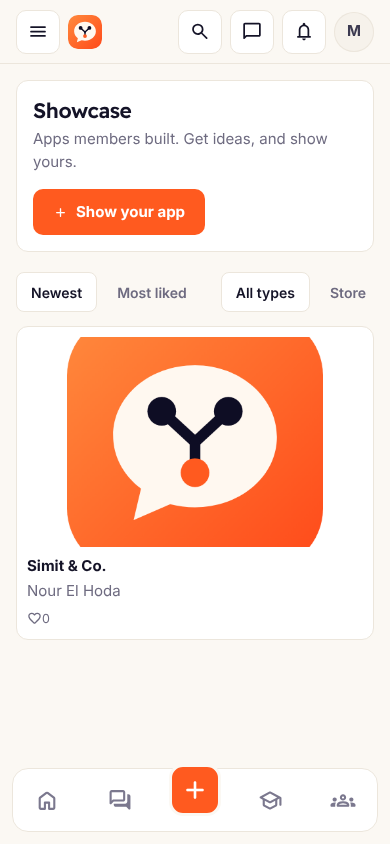 M
Showcase
Apps members built. Get ideas, and show
yours.
+ Show your app
Newest Most liked All types Store
Simit & Co.
Nour El Hoda
0